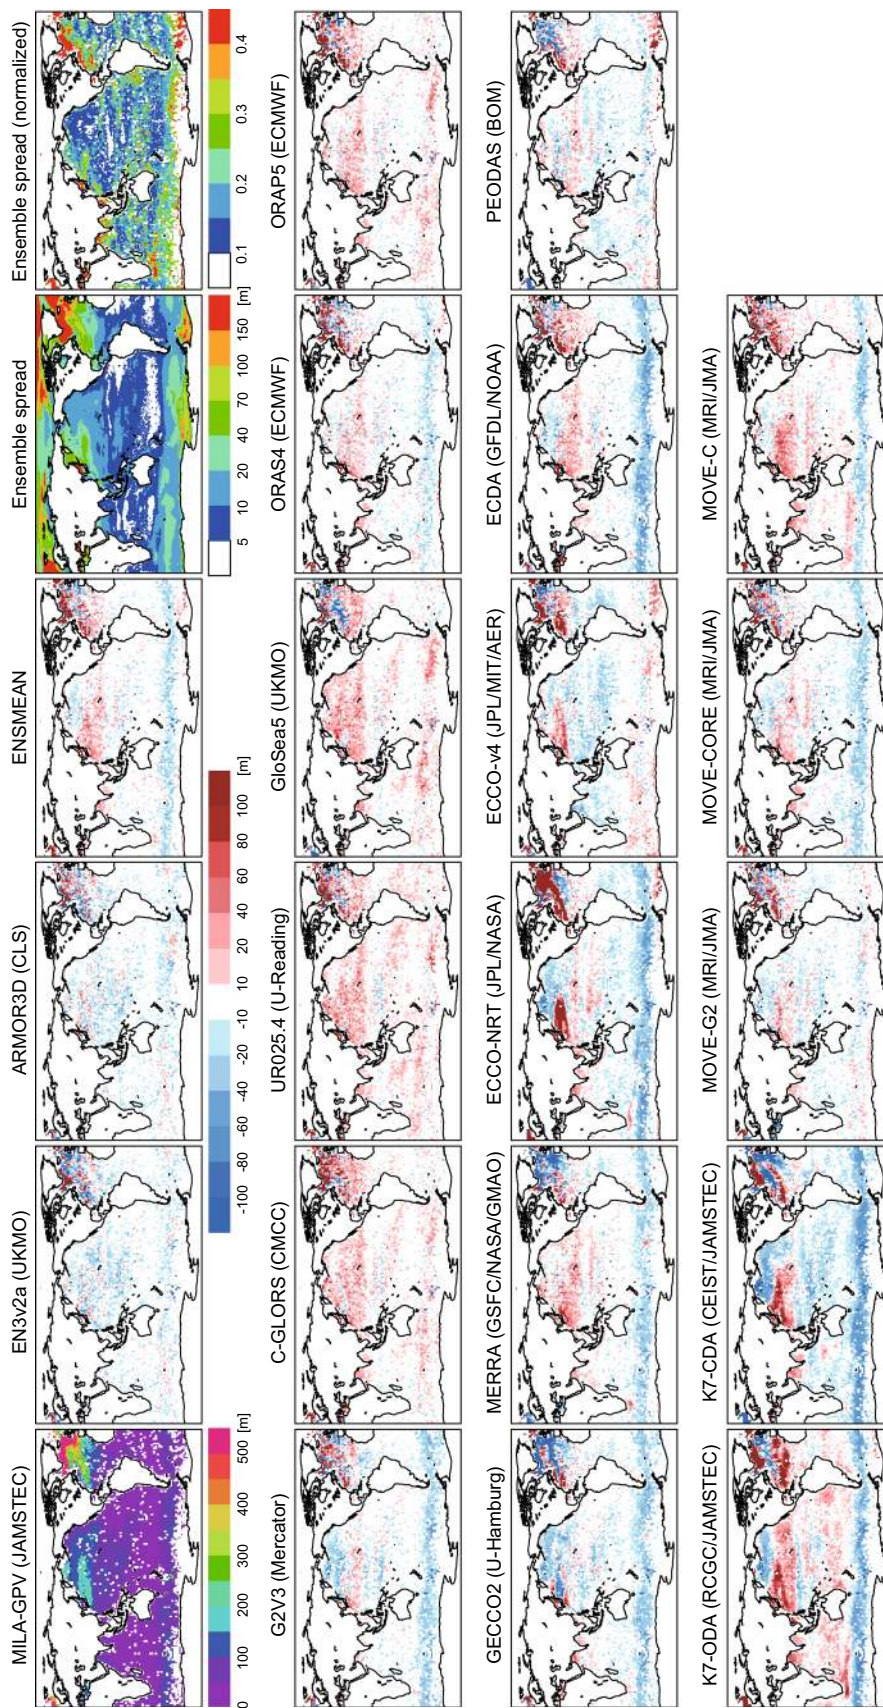 MILA-GPV (JAMSTEC)
EN3v2a (UKMO)
ARMOR3D (CLS)
ENSMEAN
Ensemble spread
Ensemble spread (normalized)
0 100 200 300 400 500 [m]
-100 -80 -60 -40 -20 -10 10 20 40 60 80 100 [m]
5 10 20 40 70 100 150 [m]
0.1 0.2 0.3 0.4
G2V3 (Mercator)
C-GLORS (CMCC)
UR025.4 (U-Reading)
GloSea5 (UKMO)
ORAS4 (ECMWF)
ORAP5 (ECMWF)
GECCO2 (U-Hamburg)
MERRA (GSFC/NASA/GMAO)
ECCO-NRT (JPL/NASA)
ECCO-v4 (JPL/MIT/AER)
ECDA (GFDL/NOAA)
PEODAS (BOM)
K7-ODA (RCGC/JAMSTEC)
K7-CDA (CEIST/JAMSTEC)
MOVE-G2 (MRI/JMA)
MOVE-CORE (MRI/JMA)
MOVE-C (MRI/JMA)